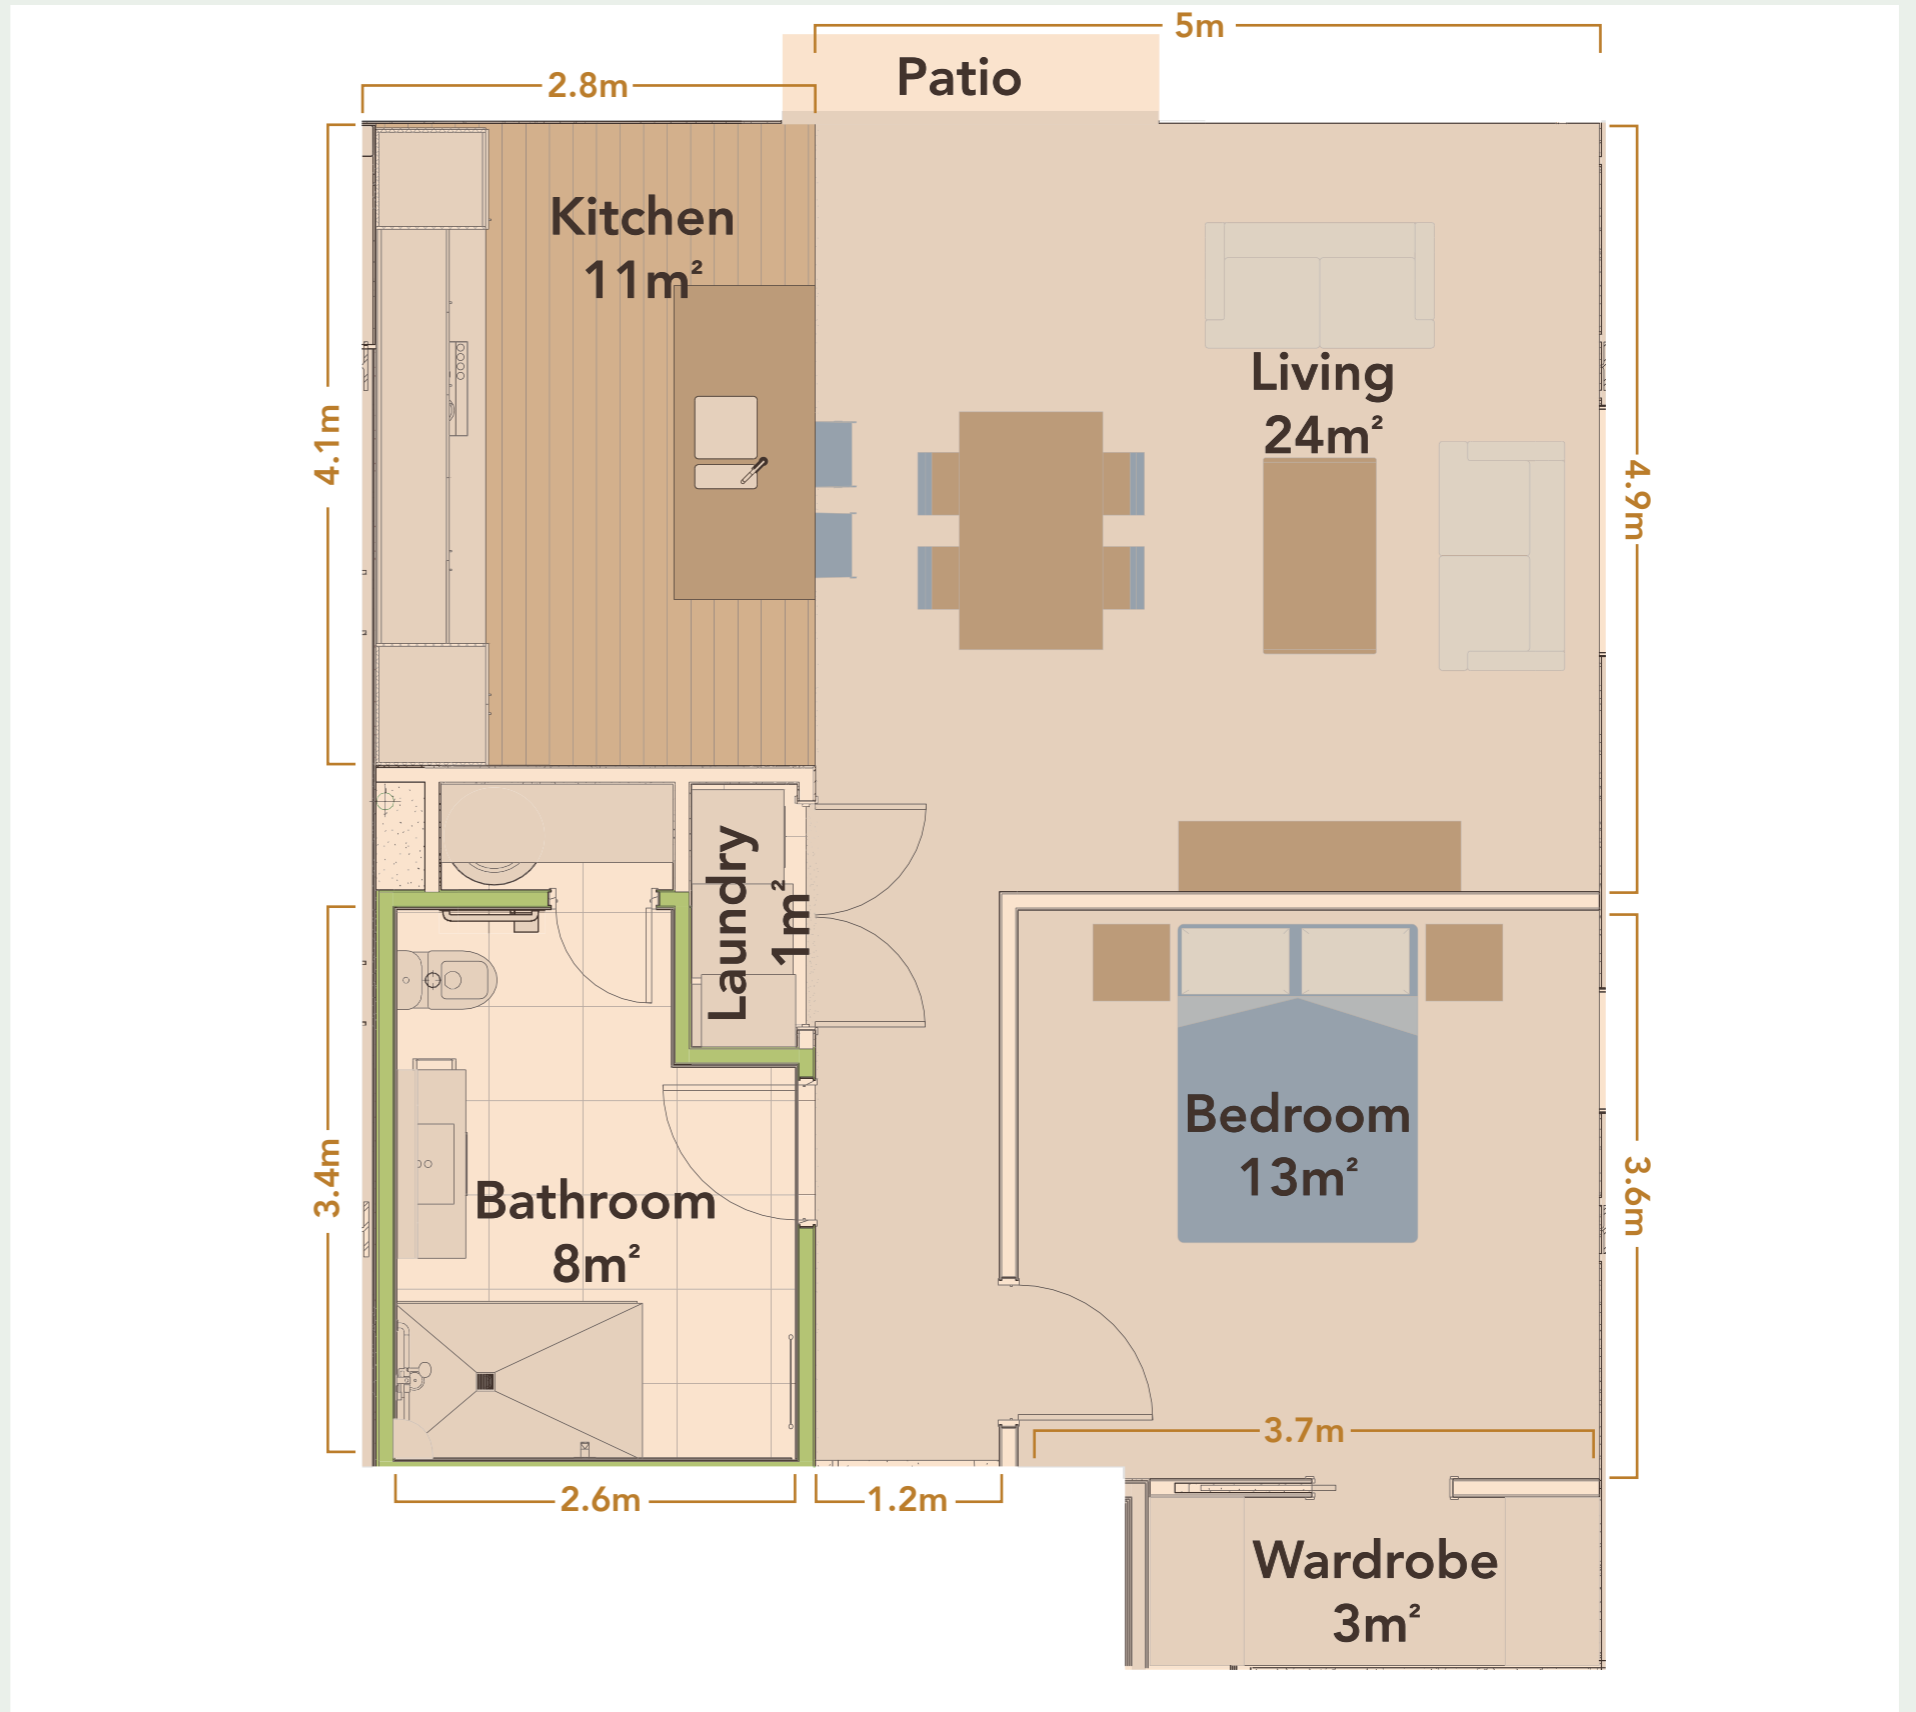 5m
Patio
2.8m
Kitchen
11m²
Living
24m²
4.1m
4.9m
Laundry
1m²
Bedroom
13m²
3.4m
3.6m
Bathroom
8m²
3.7m
2.6m
1.2m
Wardrobe
3m²